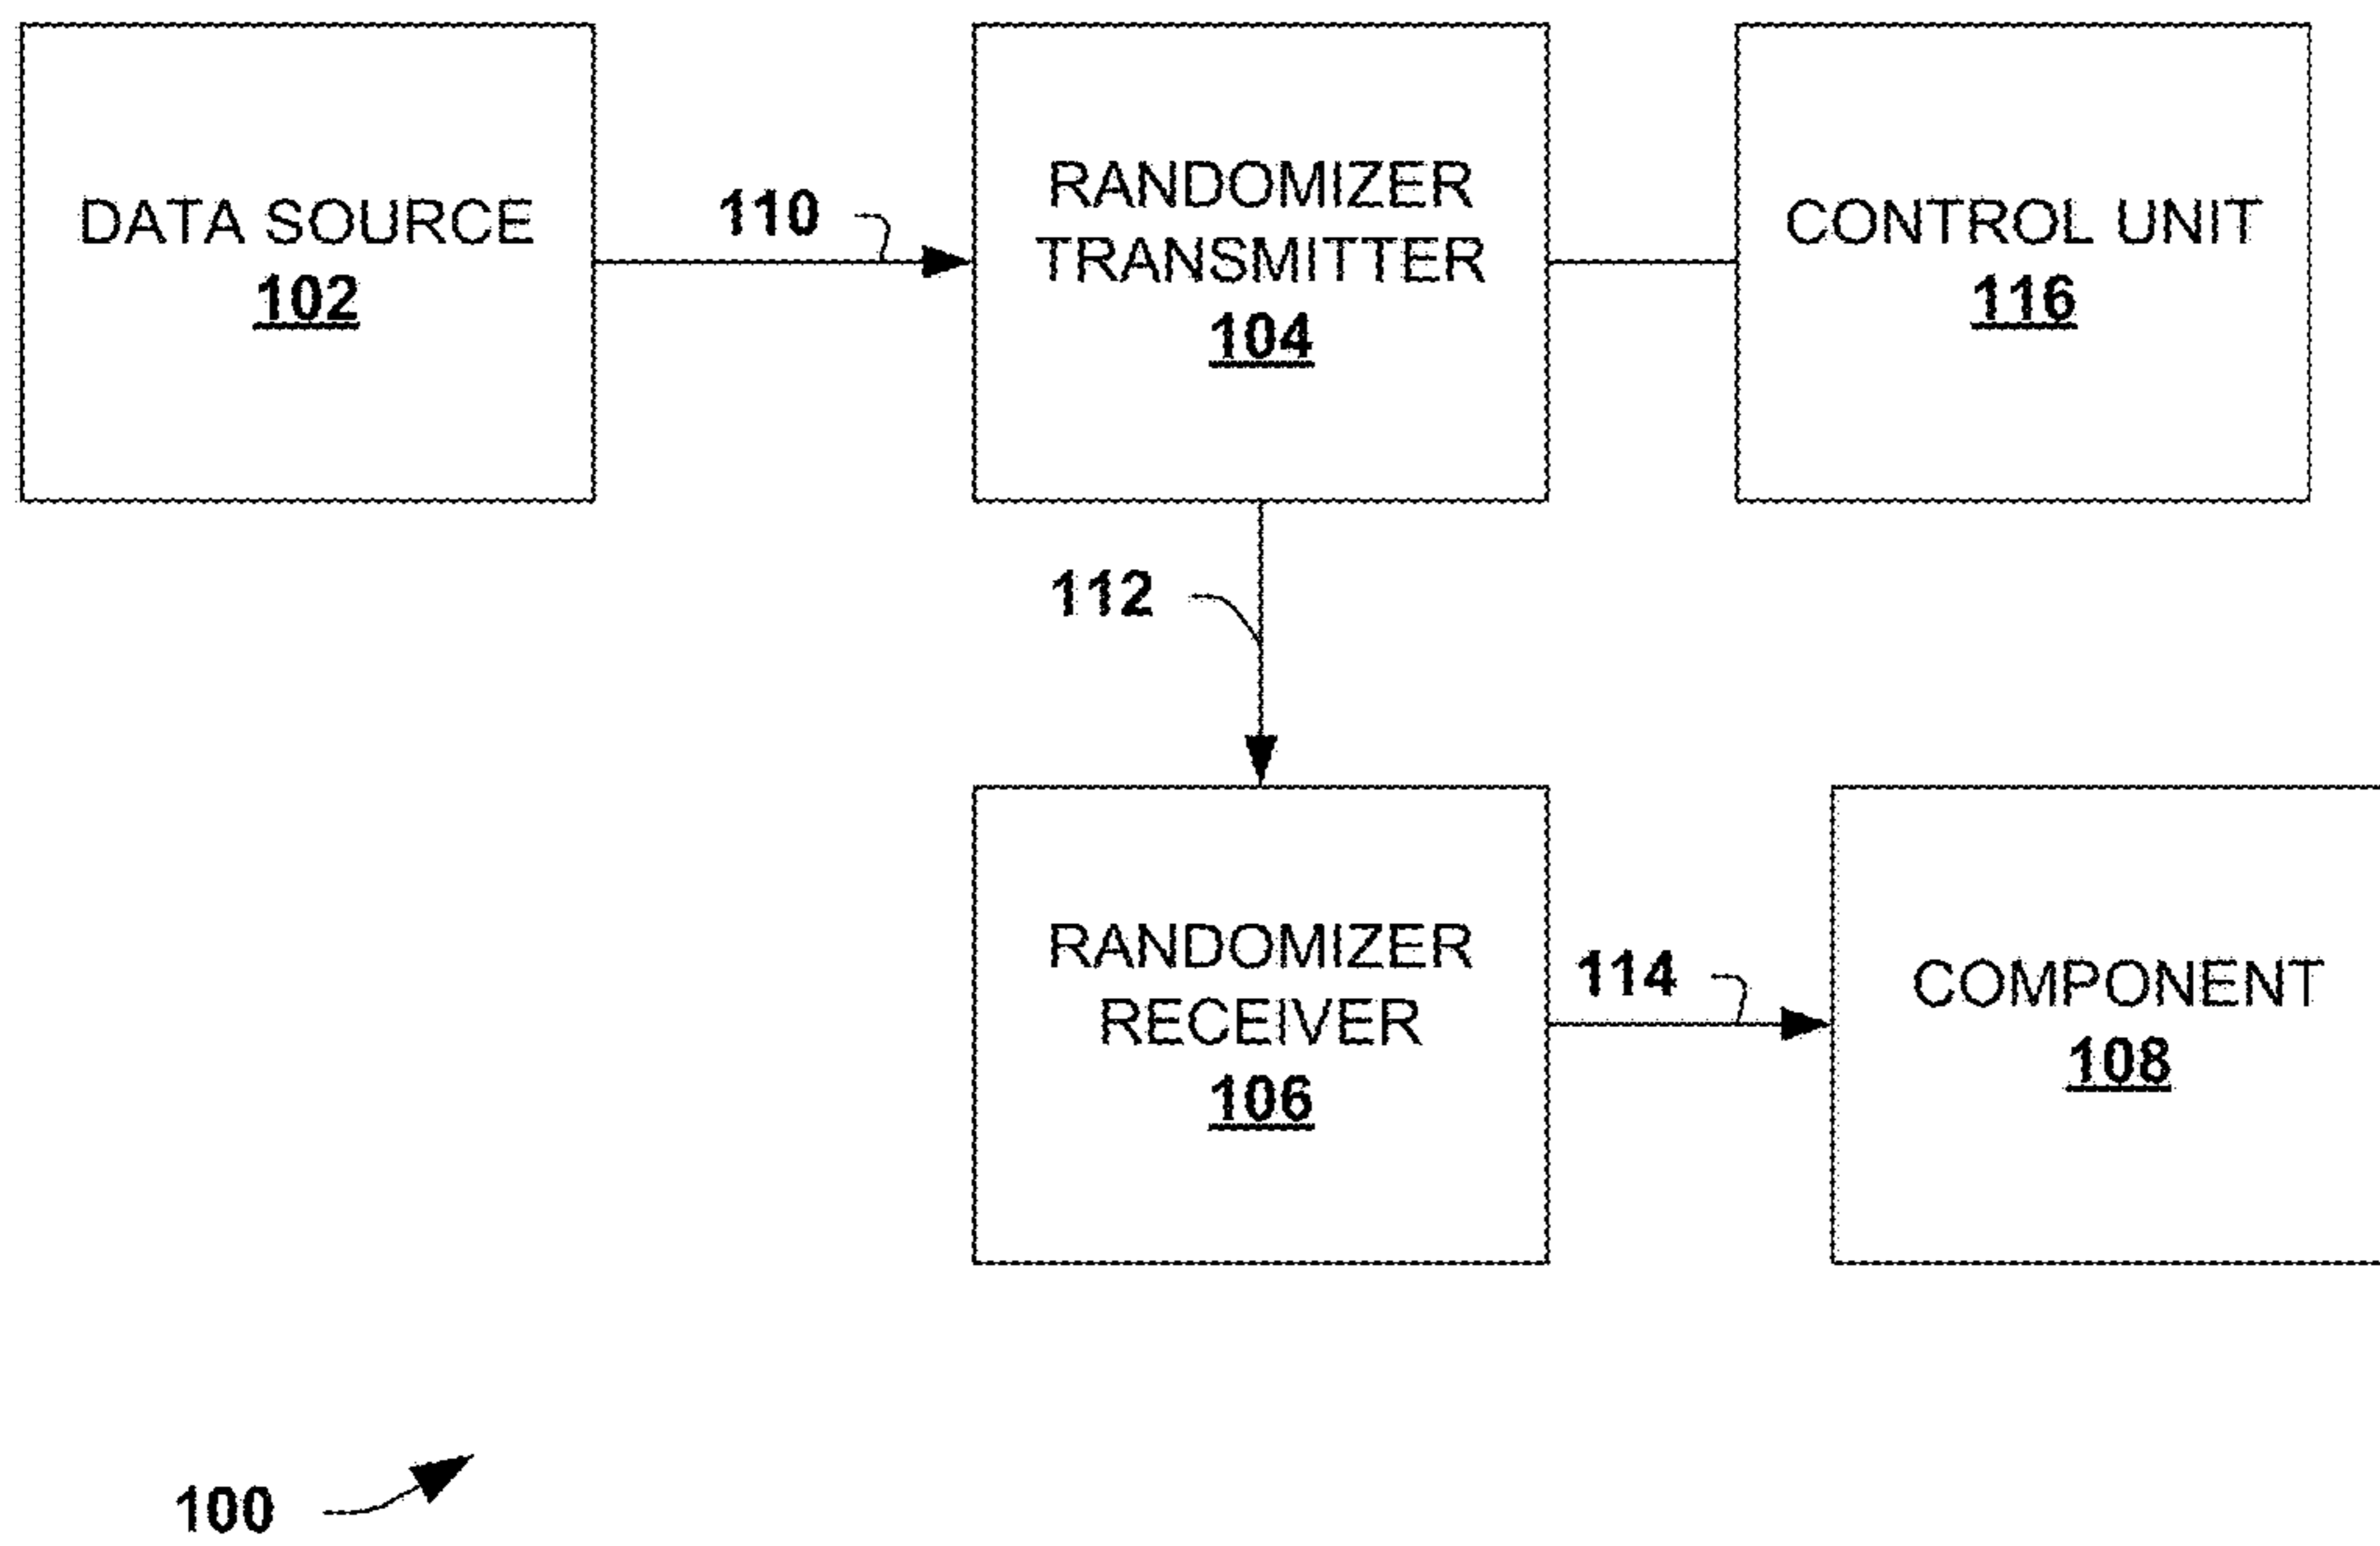 DATA SOURCE
102
110
RANDOMIZER
TRANSMITTER
104
CONTROL UNIT
116
112
RANDOMIZER
RECEIVER
106
114
COMPONENT
108
100